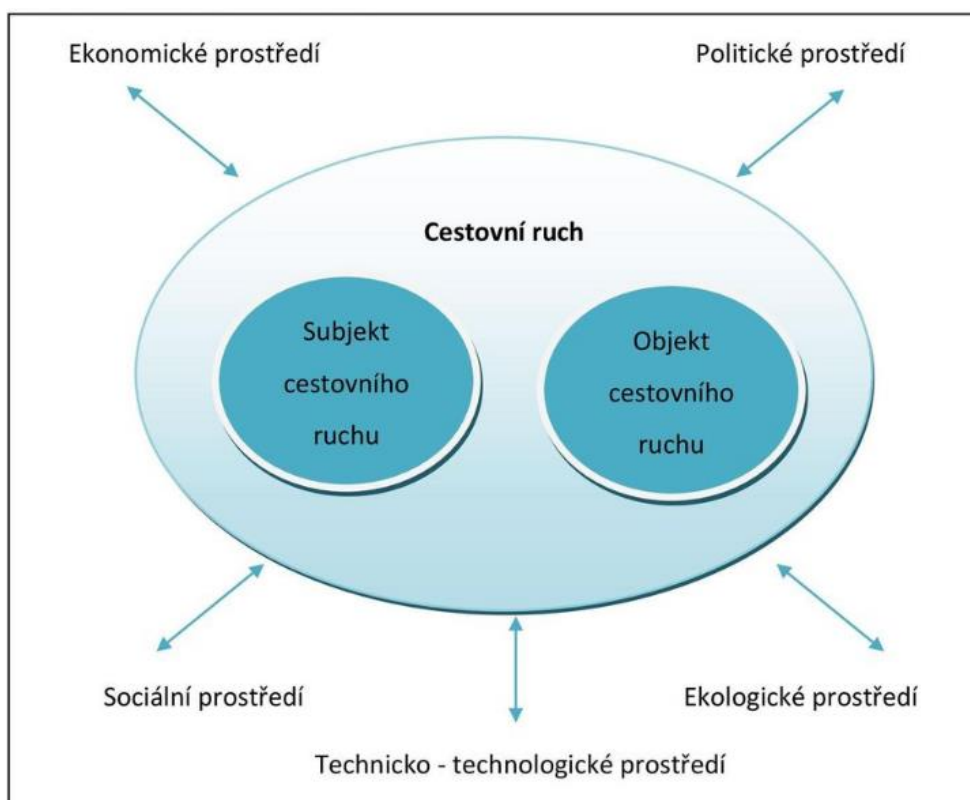 Ekonomické prostředí
Politické prostředí
Cestovní ruch
Subjekt
cestovního
ruchu
Objekt
cestovního
ruchu
Sociální prostředí
Ekologické prostředí
Technicko - technologické prostředí